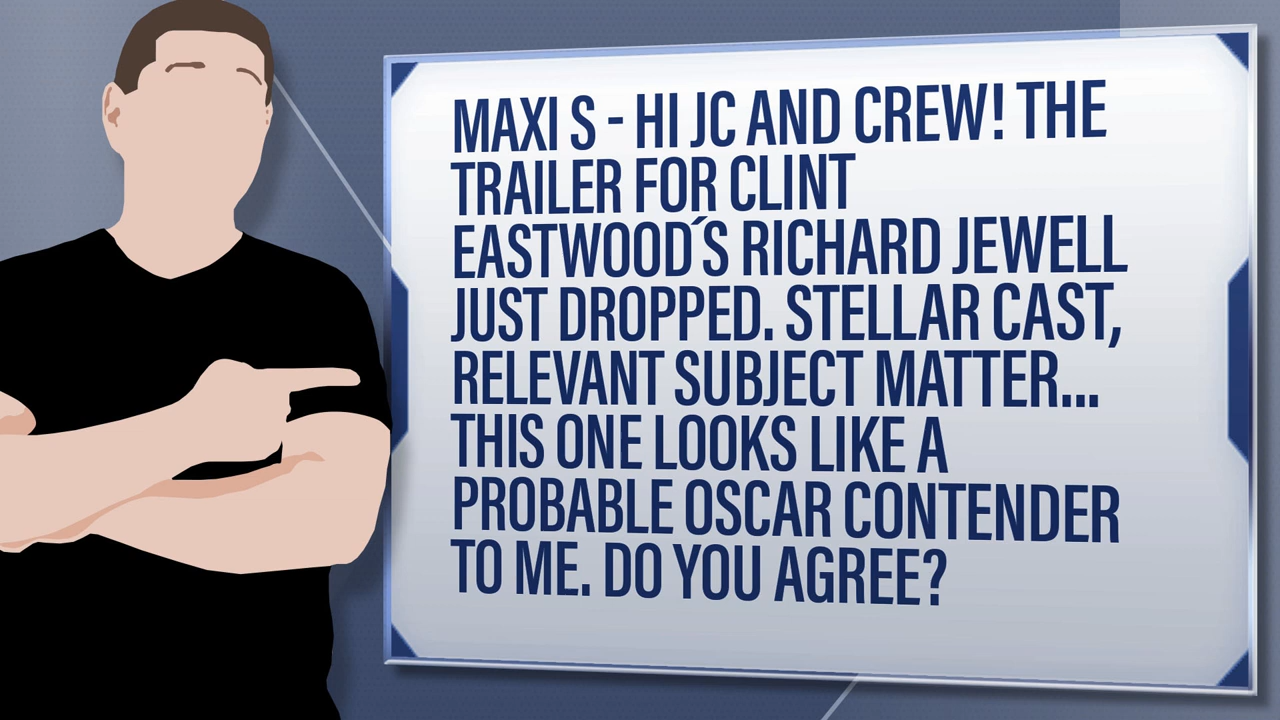 MAXI S - HI JC AND CREW! THE
TRAILER FOR CLINT
EASTWOOD´S RICHARD JEWELL
JUST DROPPED. STELLAR CAST,
RELEVANT SUBJECT MATTER...
THIS ONE LOOKS LIKE A
PROBABLE OSCAR CONTENDER
TO ME. DO YOU AGREE?